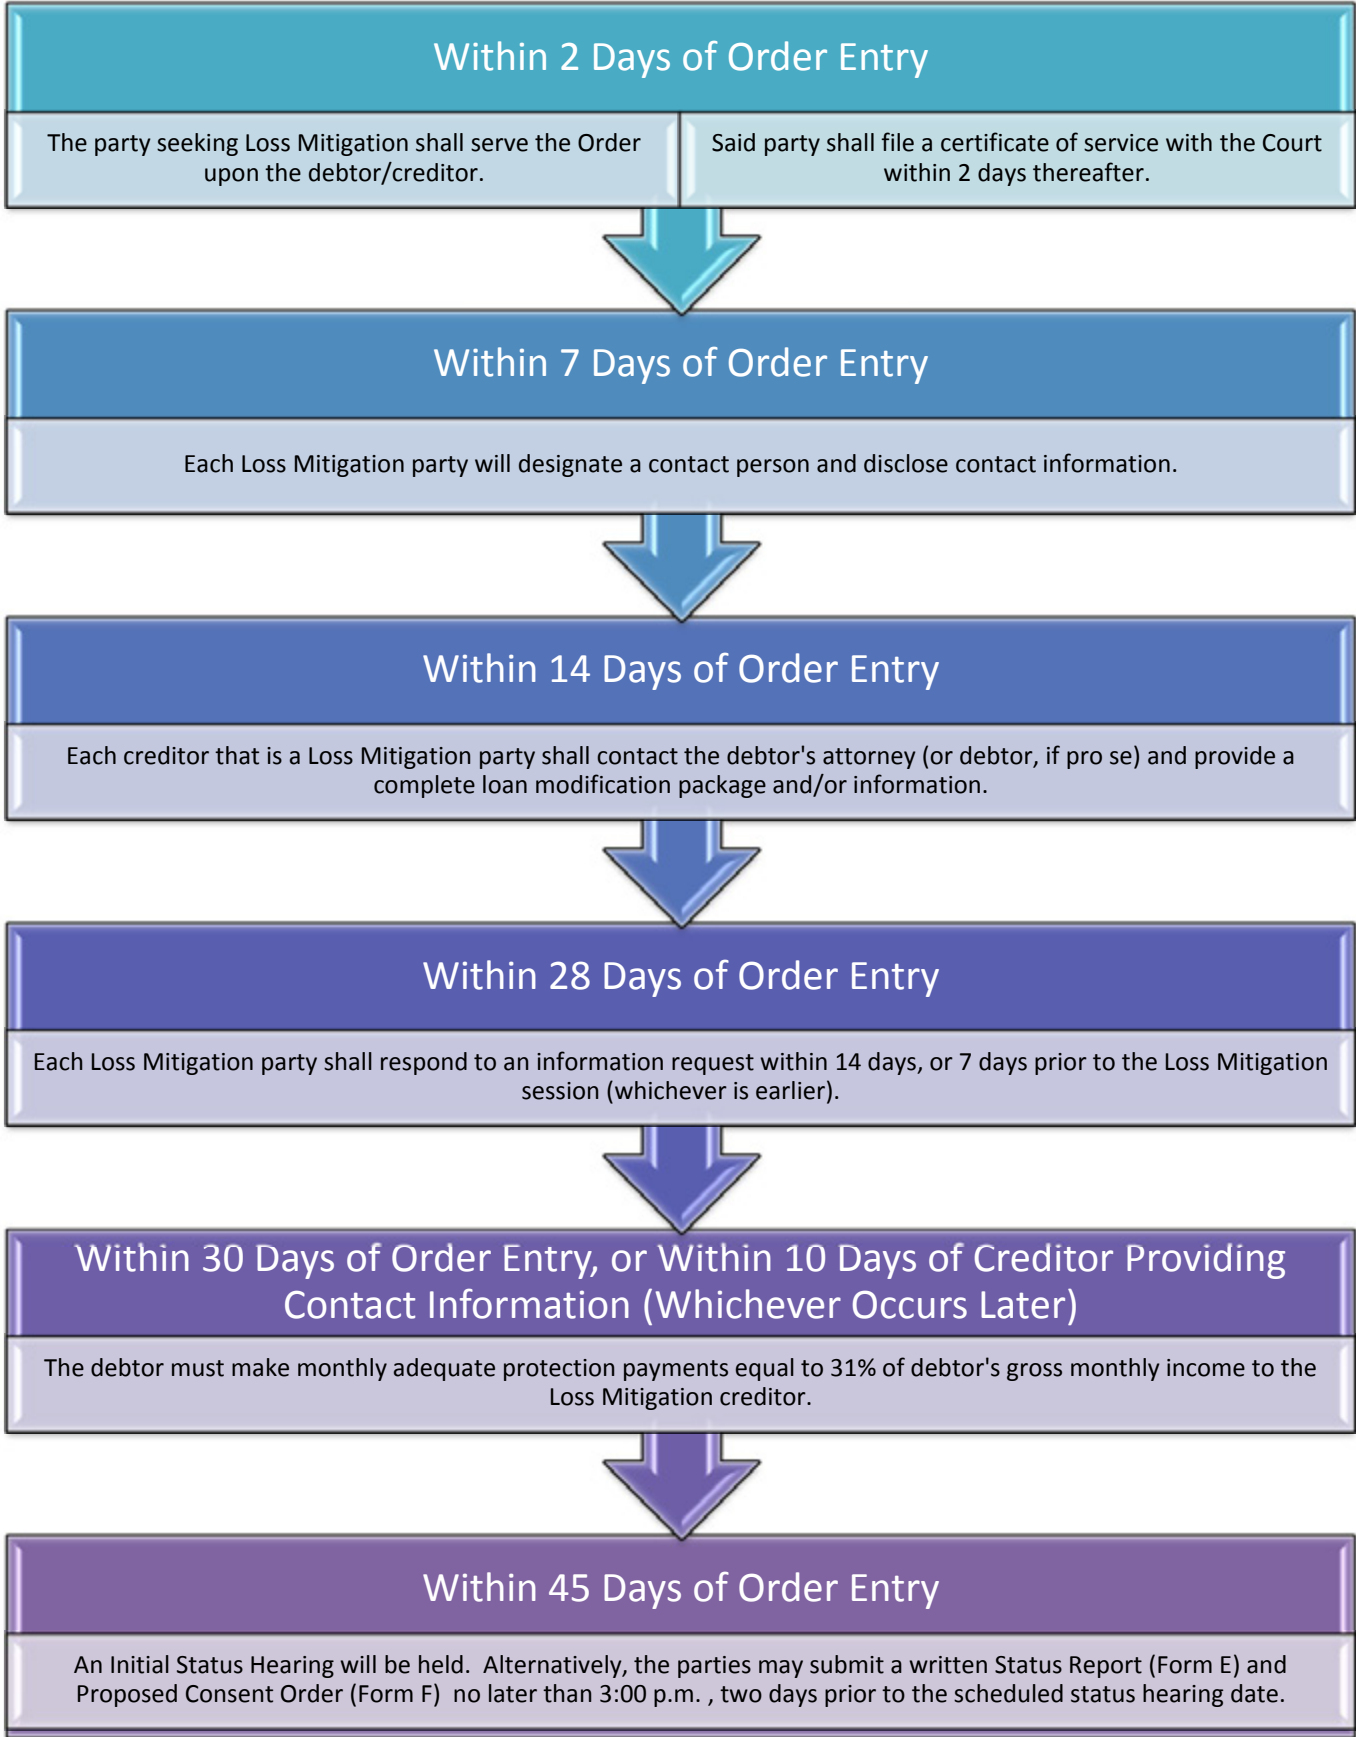 Within 2 Days of Order Entry
The party seeking Loss Mitigation shall serve the Order
upon the debtor/creditor.
Said party shall file a certificate of service with the Court
within 2 days thereafter.
Within 7 Days of Order Entry
Each Loss Mitigation party will designate a contact person and disclose contact information.
Within 14 Days of Order Entry
Each creditor that is a Loss Mitigation party shall contact the debtor's attorney (or debtor, if pro se) and provide a
complete loan modification package and/or information.
Within 28 Days of Order Entry
Each Loss Mitigation party shall respond to an information request within 14 days, or 7 days prior to the Loss Mitigation
session (whichever is earlier).
Within 30 Days of Order Entry, or Within 10 Days of Creditor Providing
Contact Information (Whichever Occurs Later)
The debtor must make monthly adequate protection payments equal to 31% of debtor's gross monthly income to the
Loss Mitigation creditor.
Within 45 Days of Order Entry
An Initial Status Hearing will be held.  Alternatively, the parties may submit a written Status Report (Form E) and
Proposed Consent Order (Form F)  no later than 3:00 p.m. , two days prior to the scheduled status hearing date.